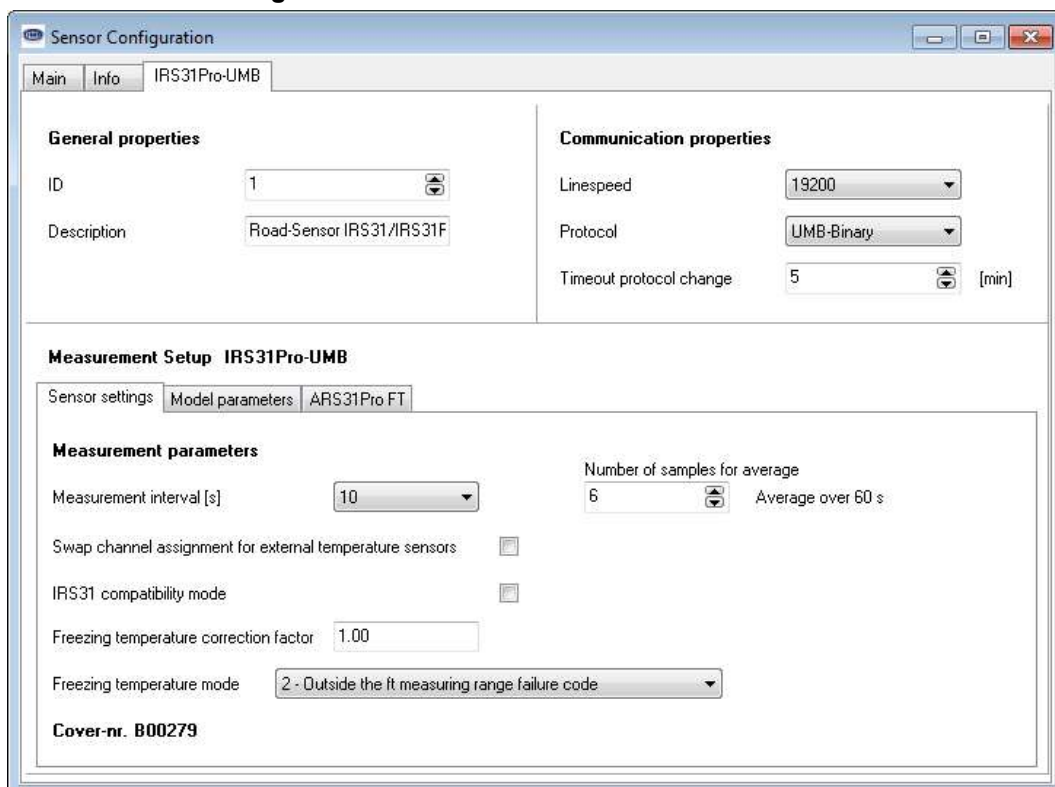 Sensor Configuration
Main Info IRS31Pro-UMB
General properties
ID 1
Description Road-Sensor IRS31/IRS31F
Communication properties
Linespeed 19200
Protocol UMB-Binary
Timeout protocol change 5 [min]
Measurement Setup IRS31Pro-UMB
Sensor settings Model parameters ARS31Pro FT
Measurement parameters
Number of samples for average
Measurement interval [s] 10 6 Average over 60 s
Swap channel assignment for external temperature sensors
IRS31 compatibility mode
Freezing temperature correction factor 1.00
Freezing temperature mode 2 - Outside the ft measuring range failure code
Cover-nr. B00279